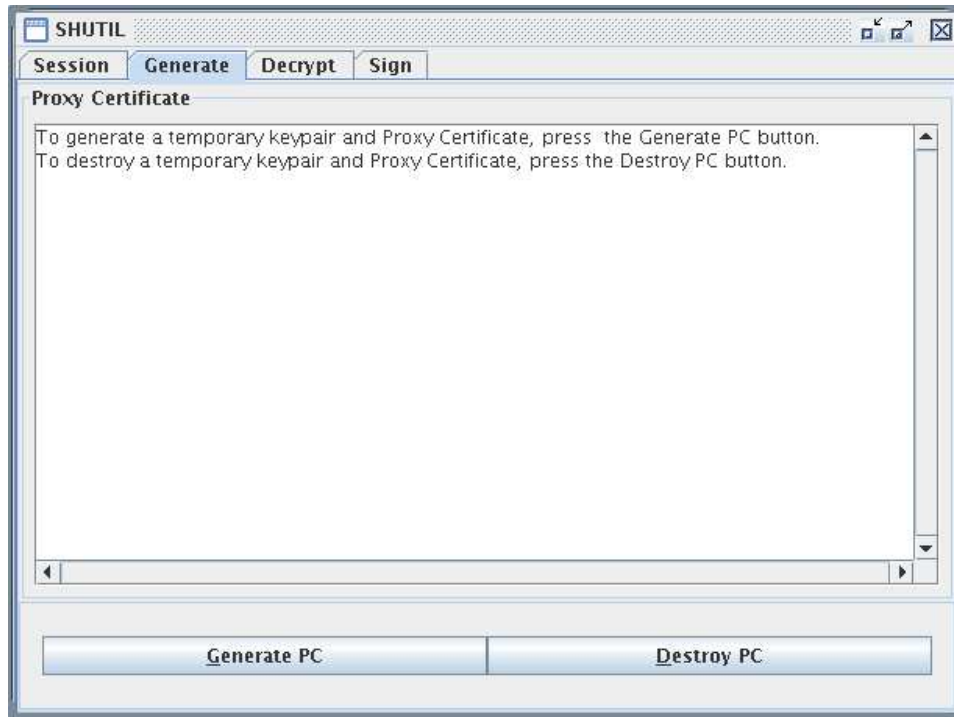 SHUTIL
Session Generate Decrypt Sign
Proxy Certificate
To generate a temporary keypair and Proxy Certificate, press  the Generate PC button.
To destroy a temporary keypair and Proxy Certificate, press the Destroy PC button.
Generate PC Destroy PC